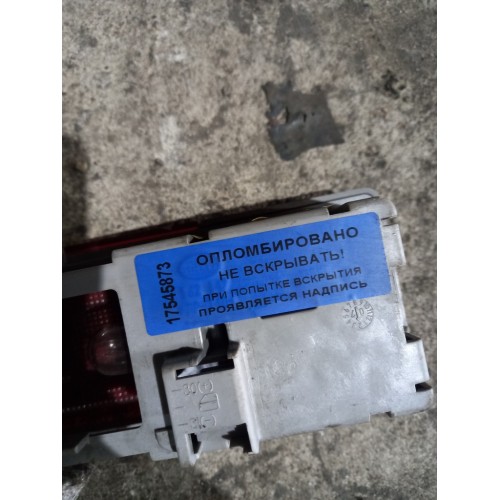 17545873
ОПЛОМБИРОВАНО
НЕ ВСКРЫВАТЬ!
ПРИ ПОПЫТКЕ ВСКРЫТИЯ
ПРОЯВЛЯЕТСЯ НАДПИСЬ